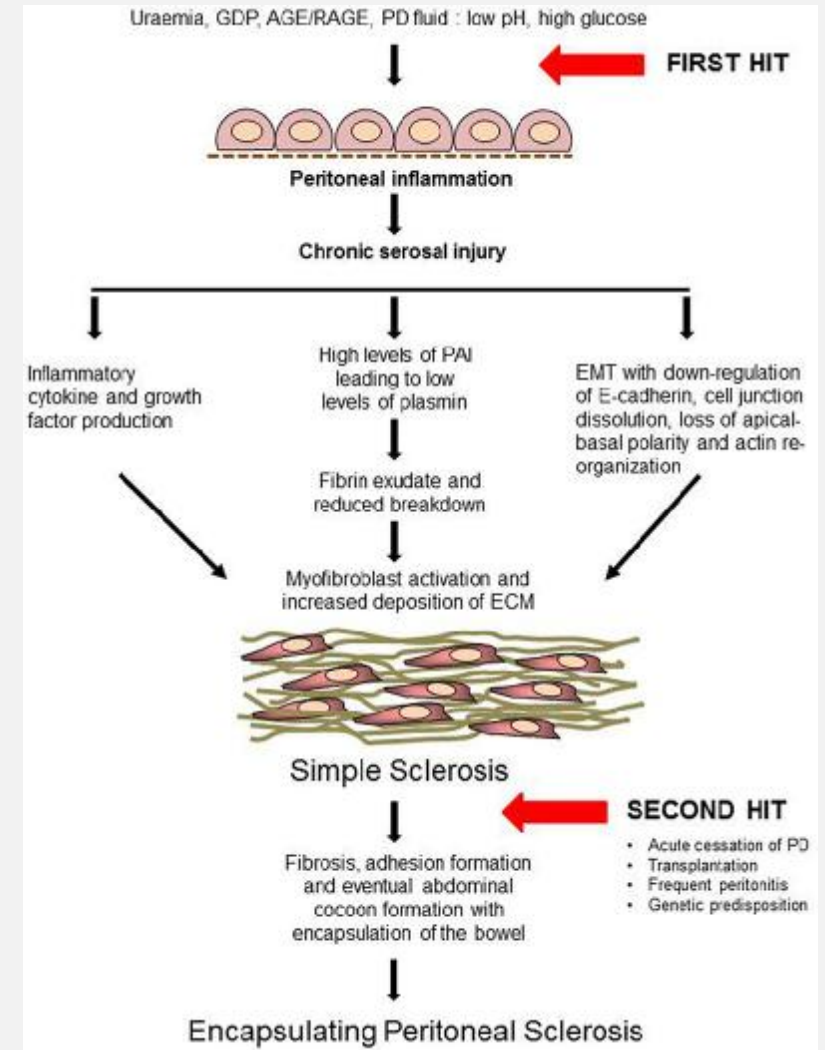 Uraemia, GDP, AGE/RAGE, PD fluid : low pH, high glucose
FIRST HIT
Peritoneal inflammation
Chronic serosal injury
Inflammatory
cytokine and growth
factor production
High levels of PAI
leading to low
levels of plasmin
Fibrin exudate and
reduced breakdown
EMT with down-regulation
of E-cadherin, cell junction
dissolution, loss of apical-
basal polarity and actin re-
organization
Myofibroblast activation and
increased deposition of ECM
Simple Sclerosis
SECOND HIT
• Acute cessation of PD
• Transplantation
• Frequent peritonitis
• Genetic predisposition
Fibrosis, adhesion formation
and eventual abdominal
cocoon formation with
encapsulation of the bowel
Encapsulating Peritoneal Sclerosis